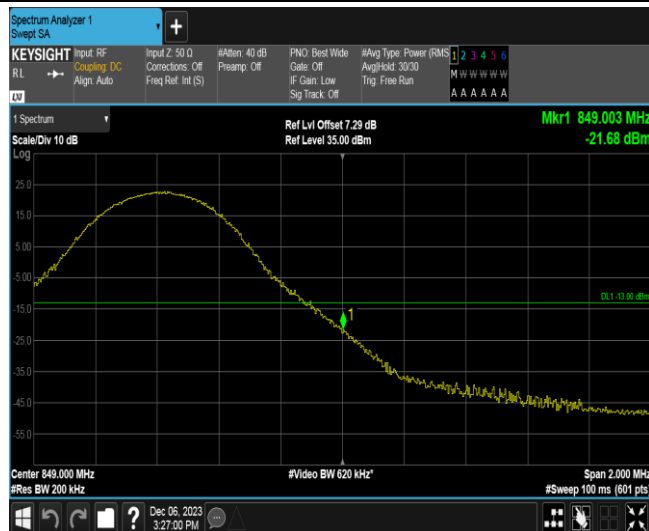 Spectrum Analyzer 1
Swept SA
KEYSIGHT
RL
Input: RF
Coupling: DC
Align: Auto
Input Z: 50 Ω
Corrections: Off
Freq Ref: Int (S)
#Atten: 40 dB
Preamp: Off
PNO: Best Wide
Gate: Off
IF Gain: Low
Sig Track: Off
#Avg Type: Power (RMS
Avg|Hold: 30/30
Trig: Free Run
1 2 3 4 5 6
M W W W W W
A A A A A A
1 Spectrum
Scale/Div 10 dB
Log
Ref Lvl Offset 7.29 dB
Ref Level 35.00 dBm
Mkr1 849.003 MHz
-21.68 dBm
25.0
15.0
5.00
-5.00
DL1 -13.00 dBm
-15.0
1
-25.0
-35.0
-45.0
-55.0
Center 849.000 MHz
#Video BW 620 kHz*
Span 2.000 MHz
#Res BW 200 kHz
#Sweep 100 ms (601 pts)
?
Dec 06, 2023
3:27:00 PM